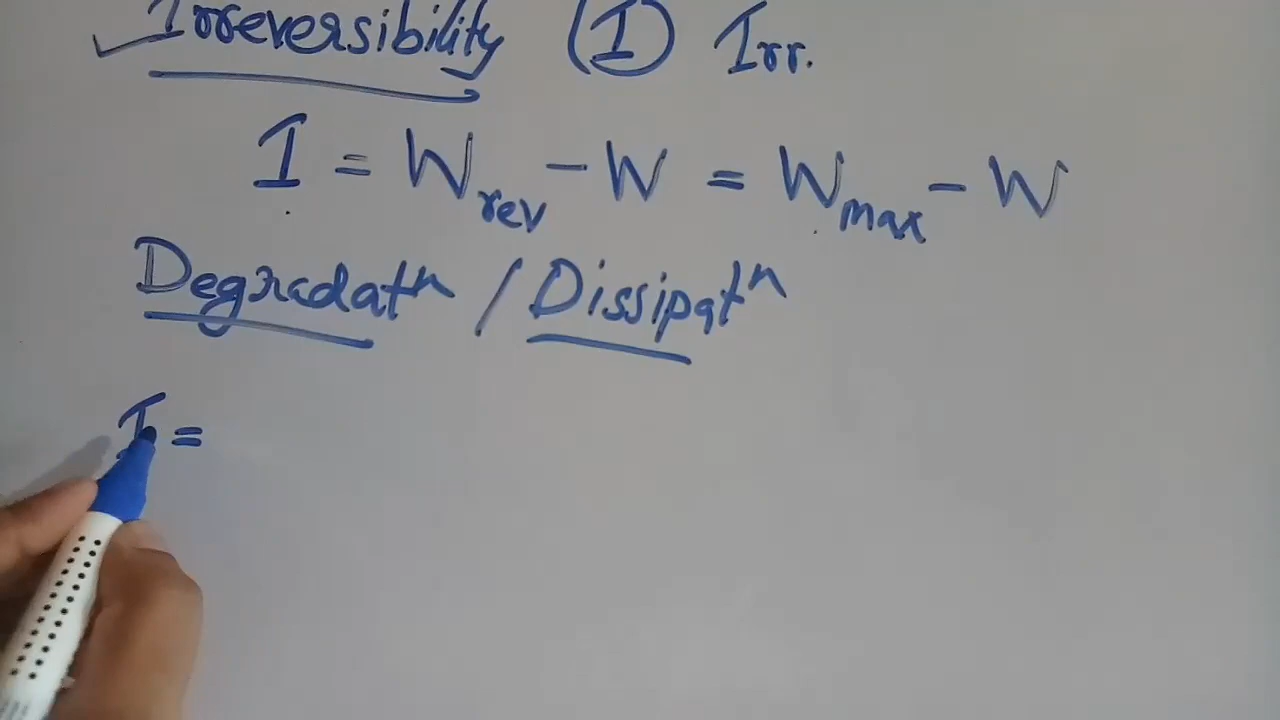 Irreversibility (I) Irr.
I = W_rev - W = W_max - W
Degradatⁿ / Dissipatⁿ
I =